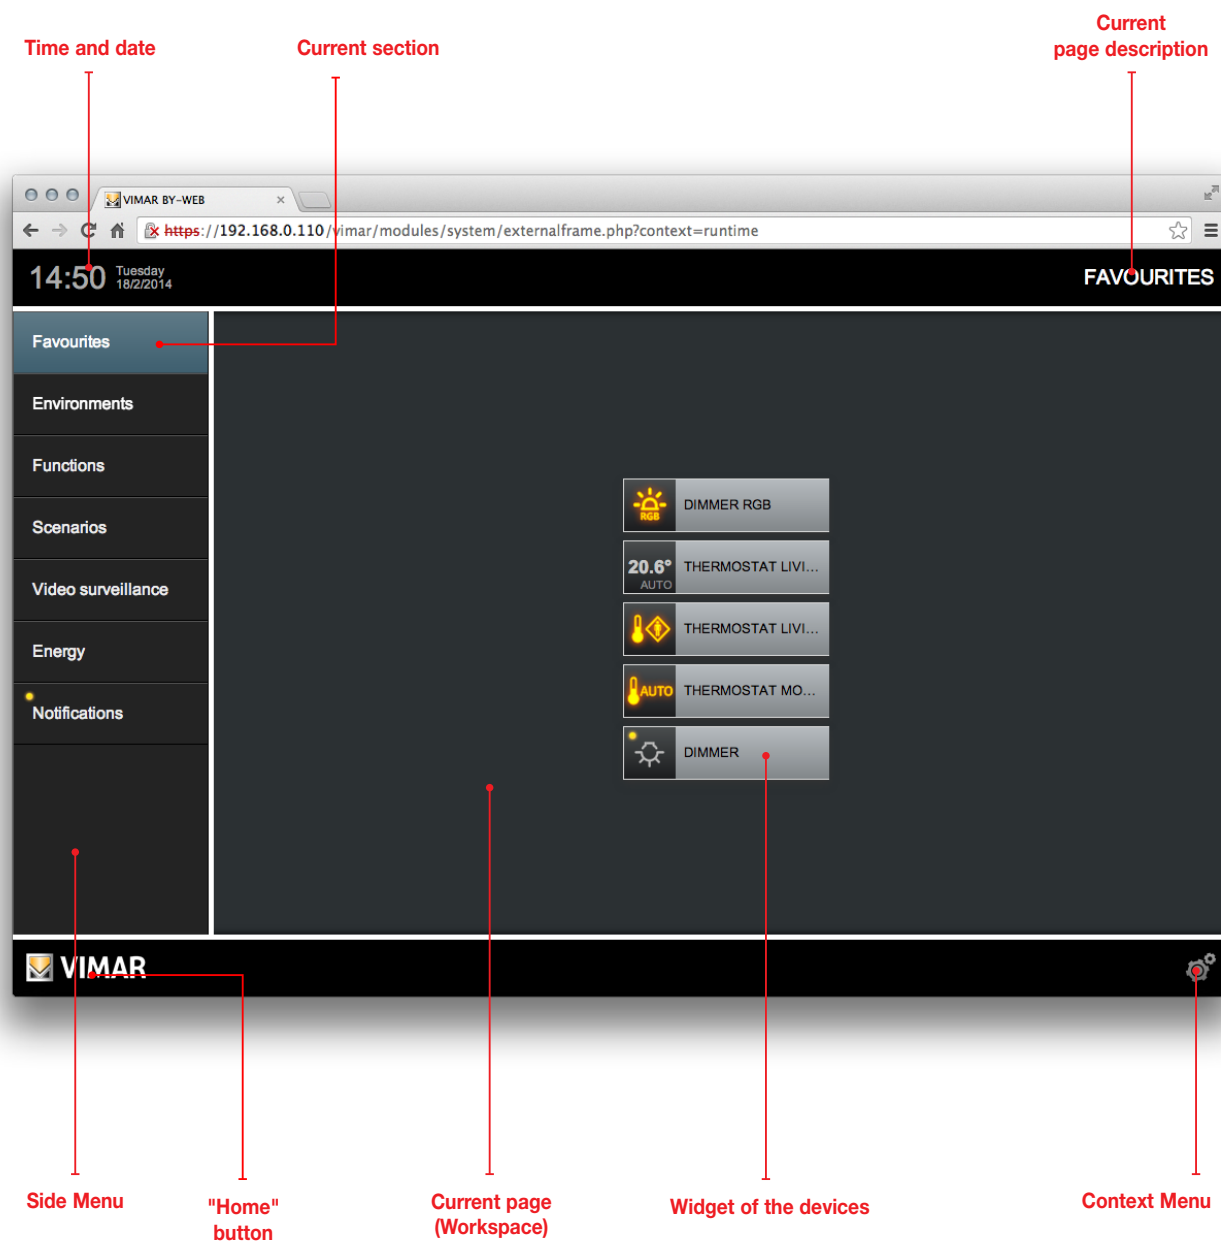 Current
Time and date
Current section
page description
VIMAR BY-WEB
https://192.168.0.110/vimar/modules/system/externalframe.php?context=runtime
14:50
Tuesday
18/2/2014
FAVOURITES
Favourites
Environments
Functions
Scenarios
Video surveillance
Energy
Notifications
RGB
DIMMER RGB
20.6°
AUTO
THERMOSTAT LIVI...
THERMOSTAT LIVI...
AUTO
THERMOSTAT MO...
DIMMER
VIMAR
Side Menu
"Home"
button
Current page
(Workspace)
Widget of the devices
Context Menu